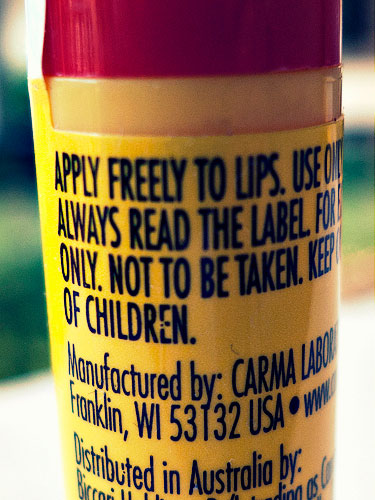 APPLY FREELY TO LIPS. USE
ALWAYS READ THE LABEL. FOR
ONLY. NOT TO BE TAKEN. KEEP
OF CHILDREN.
Manufactured by: CARMA
Franklin, WI 53132 USA •
Distributed in Australia by: